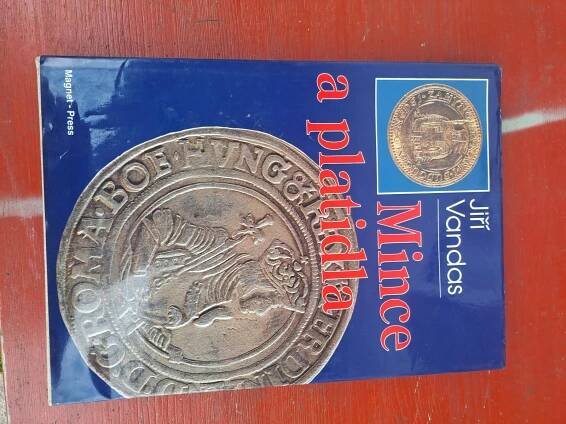 Jiří
Vandas
Mince
a platidla
ROMA·BOE·HVNG
Magnet-Press